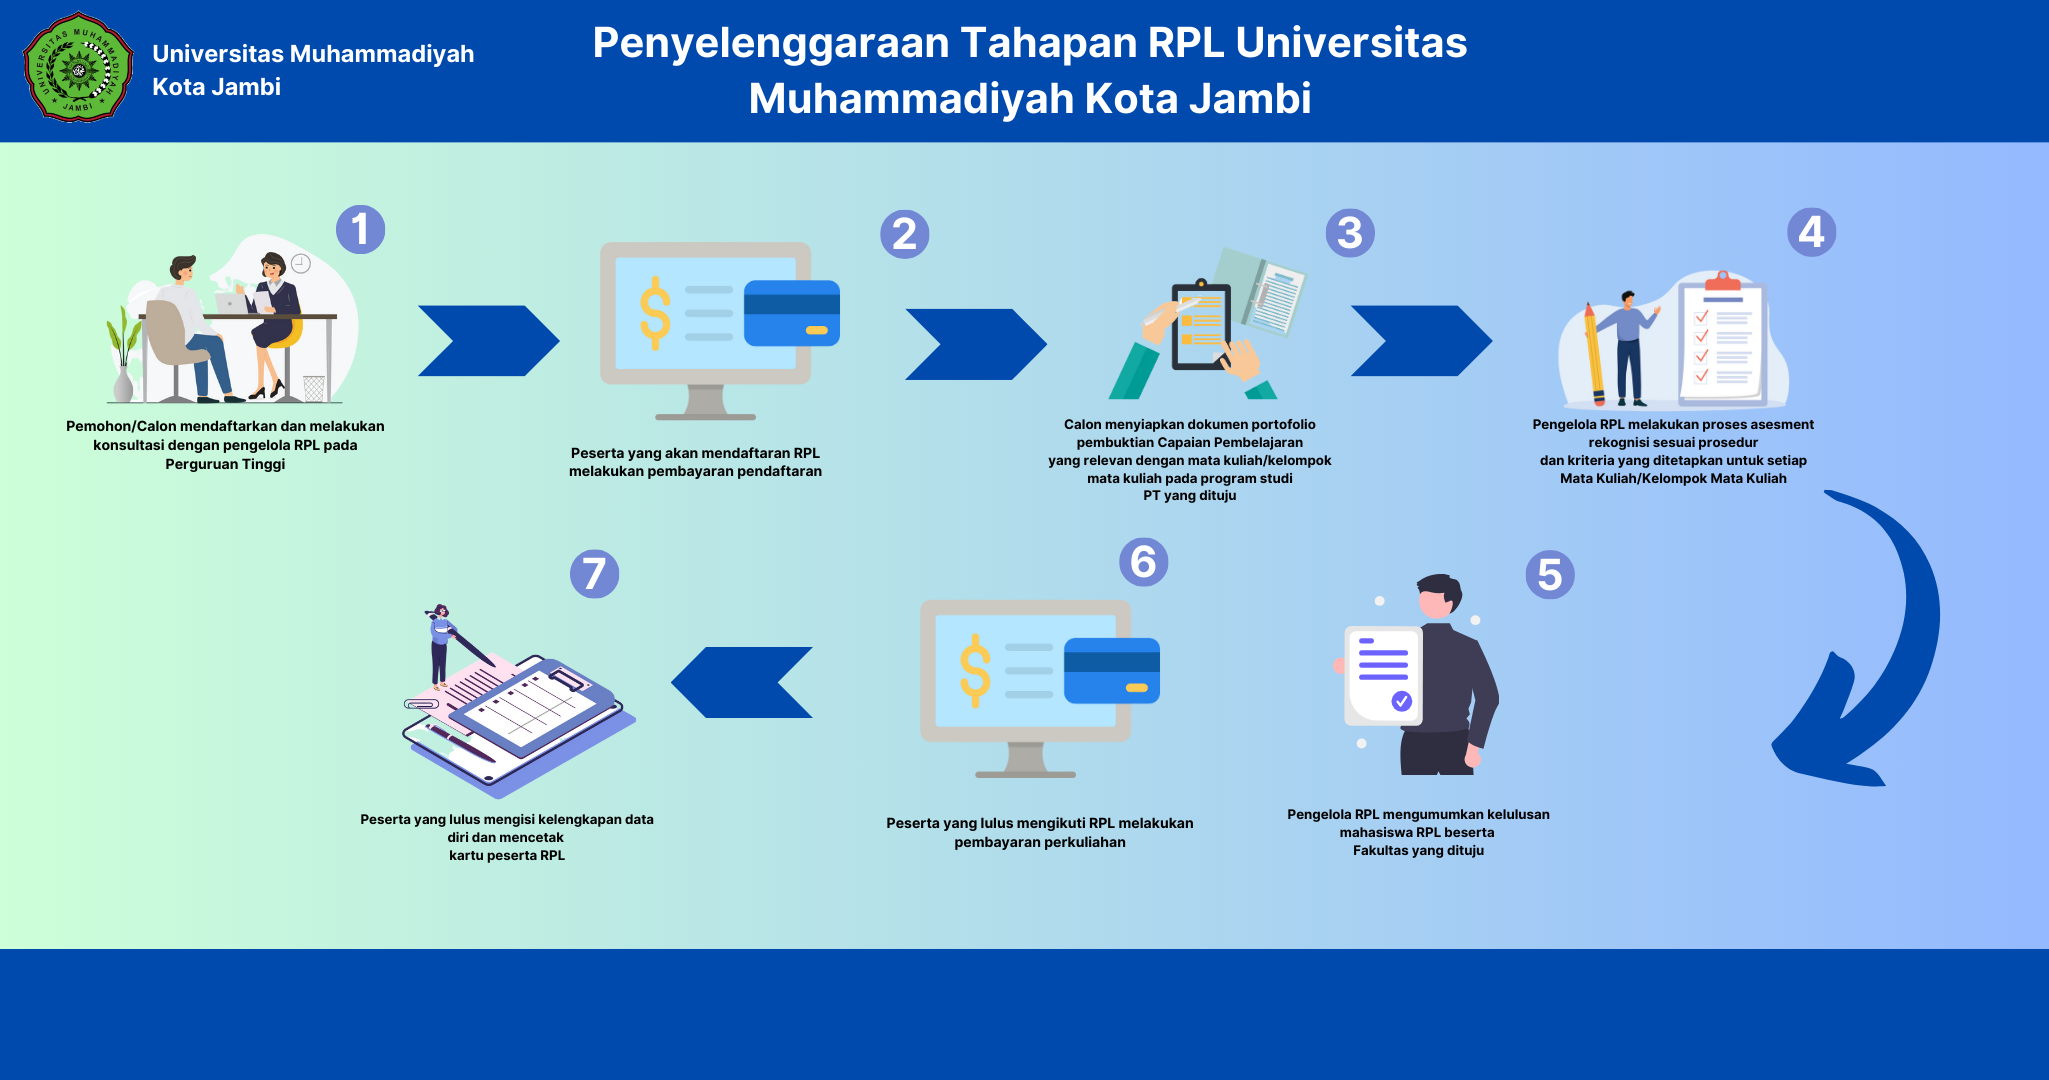 UNIVERSITAS MUHAMMADIYAH
JAMBI
Universitas Muhammadiyah
Kota Jambi
Penyelenggaraan Tahapan RPL Universitas
Muhammadiyah Kota Jambi
1
Pemohon/Calon mendaftarkan dan melakukan
konsultasi dengan pengelola RPL pada
Perguruan Tinggi
2
Peserta yang akan mendaftaran RPL
melakukan pembayaran pendaftaran
3
Calon menyiapkan dokumen portofolio
pembuktian Capaian Pembelajaran
yang relevan dengan mata kuliah/kelompok
mata kuliah pada program studi
PT yang dituju
4
Pengelola RPL melakukan proses asesment
rekognisi sesuai prosedur
dan kriteria yang ditetapkan untuk setiap
Mata Kuliah/Kelompok Mata Kuliah
5
Pengelola RPL mengumumkan kelulusan
mahasiswa RPL beserta
Fakultas yang dituju
6
Peserta yang lulus mengikuti RPL melakukan
pembayaran perkuliahan
7
Peserta yang lulus mengisi kelengkapan data
diri dan mencetak
kartu peserta RPL